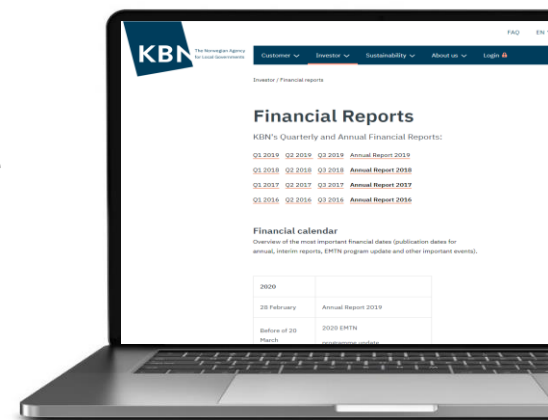 FAQ EN
KBN
The Norwegian Agency
for Local Governments
Customer Investor Sustainability About us Login
Investor / Financial reports
Financial Reports
KBN's Quarterly and Annual Financial Reports:
Q1 2019 Q2 2019 Q3 2019 Annual Report 2019
Q1 2018 Q2 2018 Q3 2018 Annual Report 2018
Q1 2017 Q2 2017 Q3 2017 Annual Report 2017
Q1 2016 Q2 2016 Q3 2016 Annual Report 2016
Financial calendar
Overview of the most important financial dates (publication dates for
annual, interim reports, EMTN program update and other important events).
2020
28 February Annual Report 2019
Before of 20 2020 EMTN
March programme update